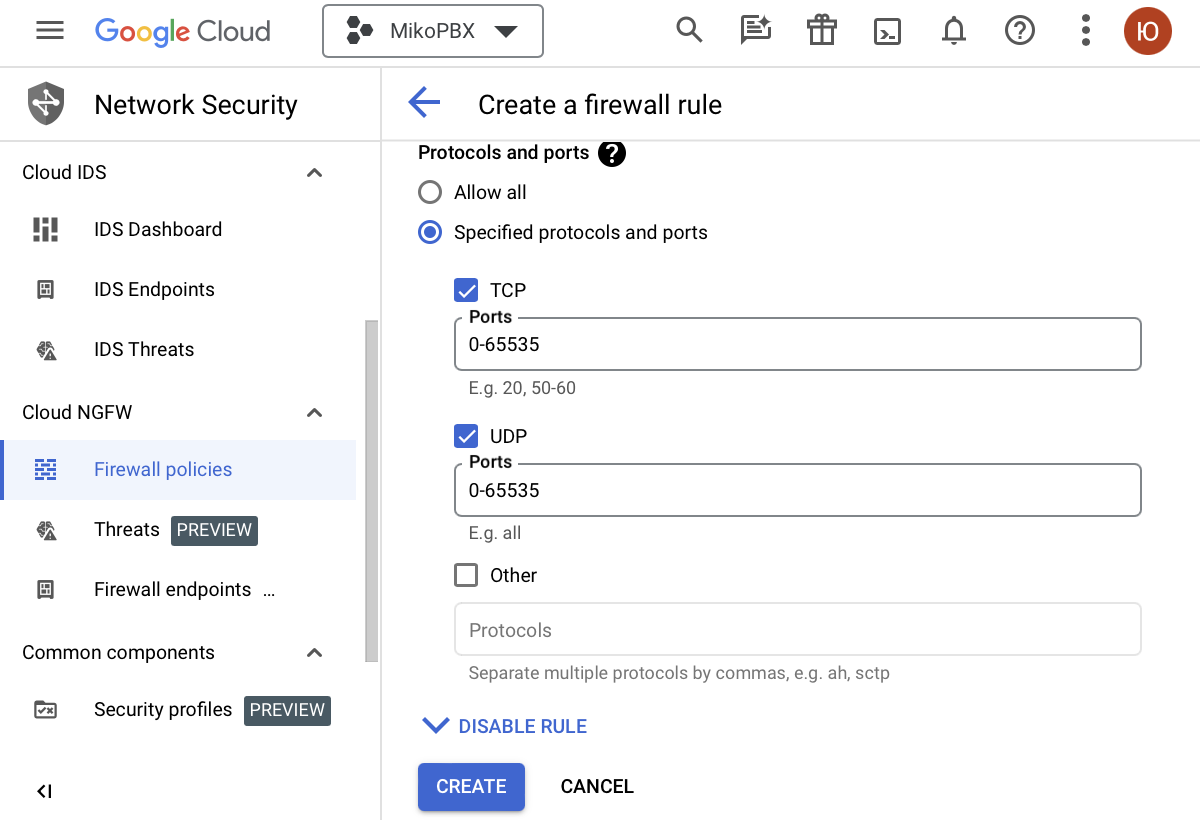 Google Cloud
MikoPBX
Ю
Network Security
Create a firewall rule
Cloud IDS
IDS Dashboard
IDS Endpoints
IDS Threats
Cloud NGFW
Firewall policies
Threats PREVIEW
Firewall endpoints ...
Common components
Security profiles PREVIEW
Protocols and ports ?
Allow all
Specified protocols and ports
TCP
Ports
0-65535
E.g. 20, 50-60
UDP
Ports
0-65535
E.g. all
Other
Protocols
Separate multiple protocols by commas, e.g. ah, sctp
DISABLE RULE
CREATE CANCEL